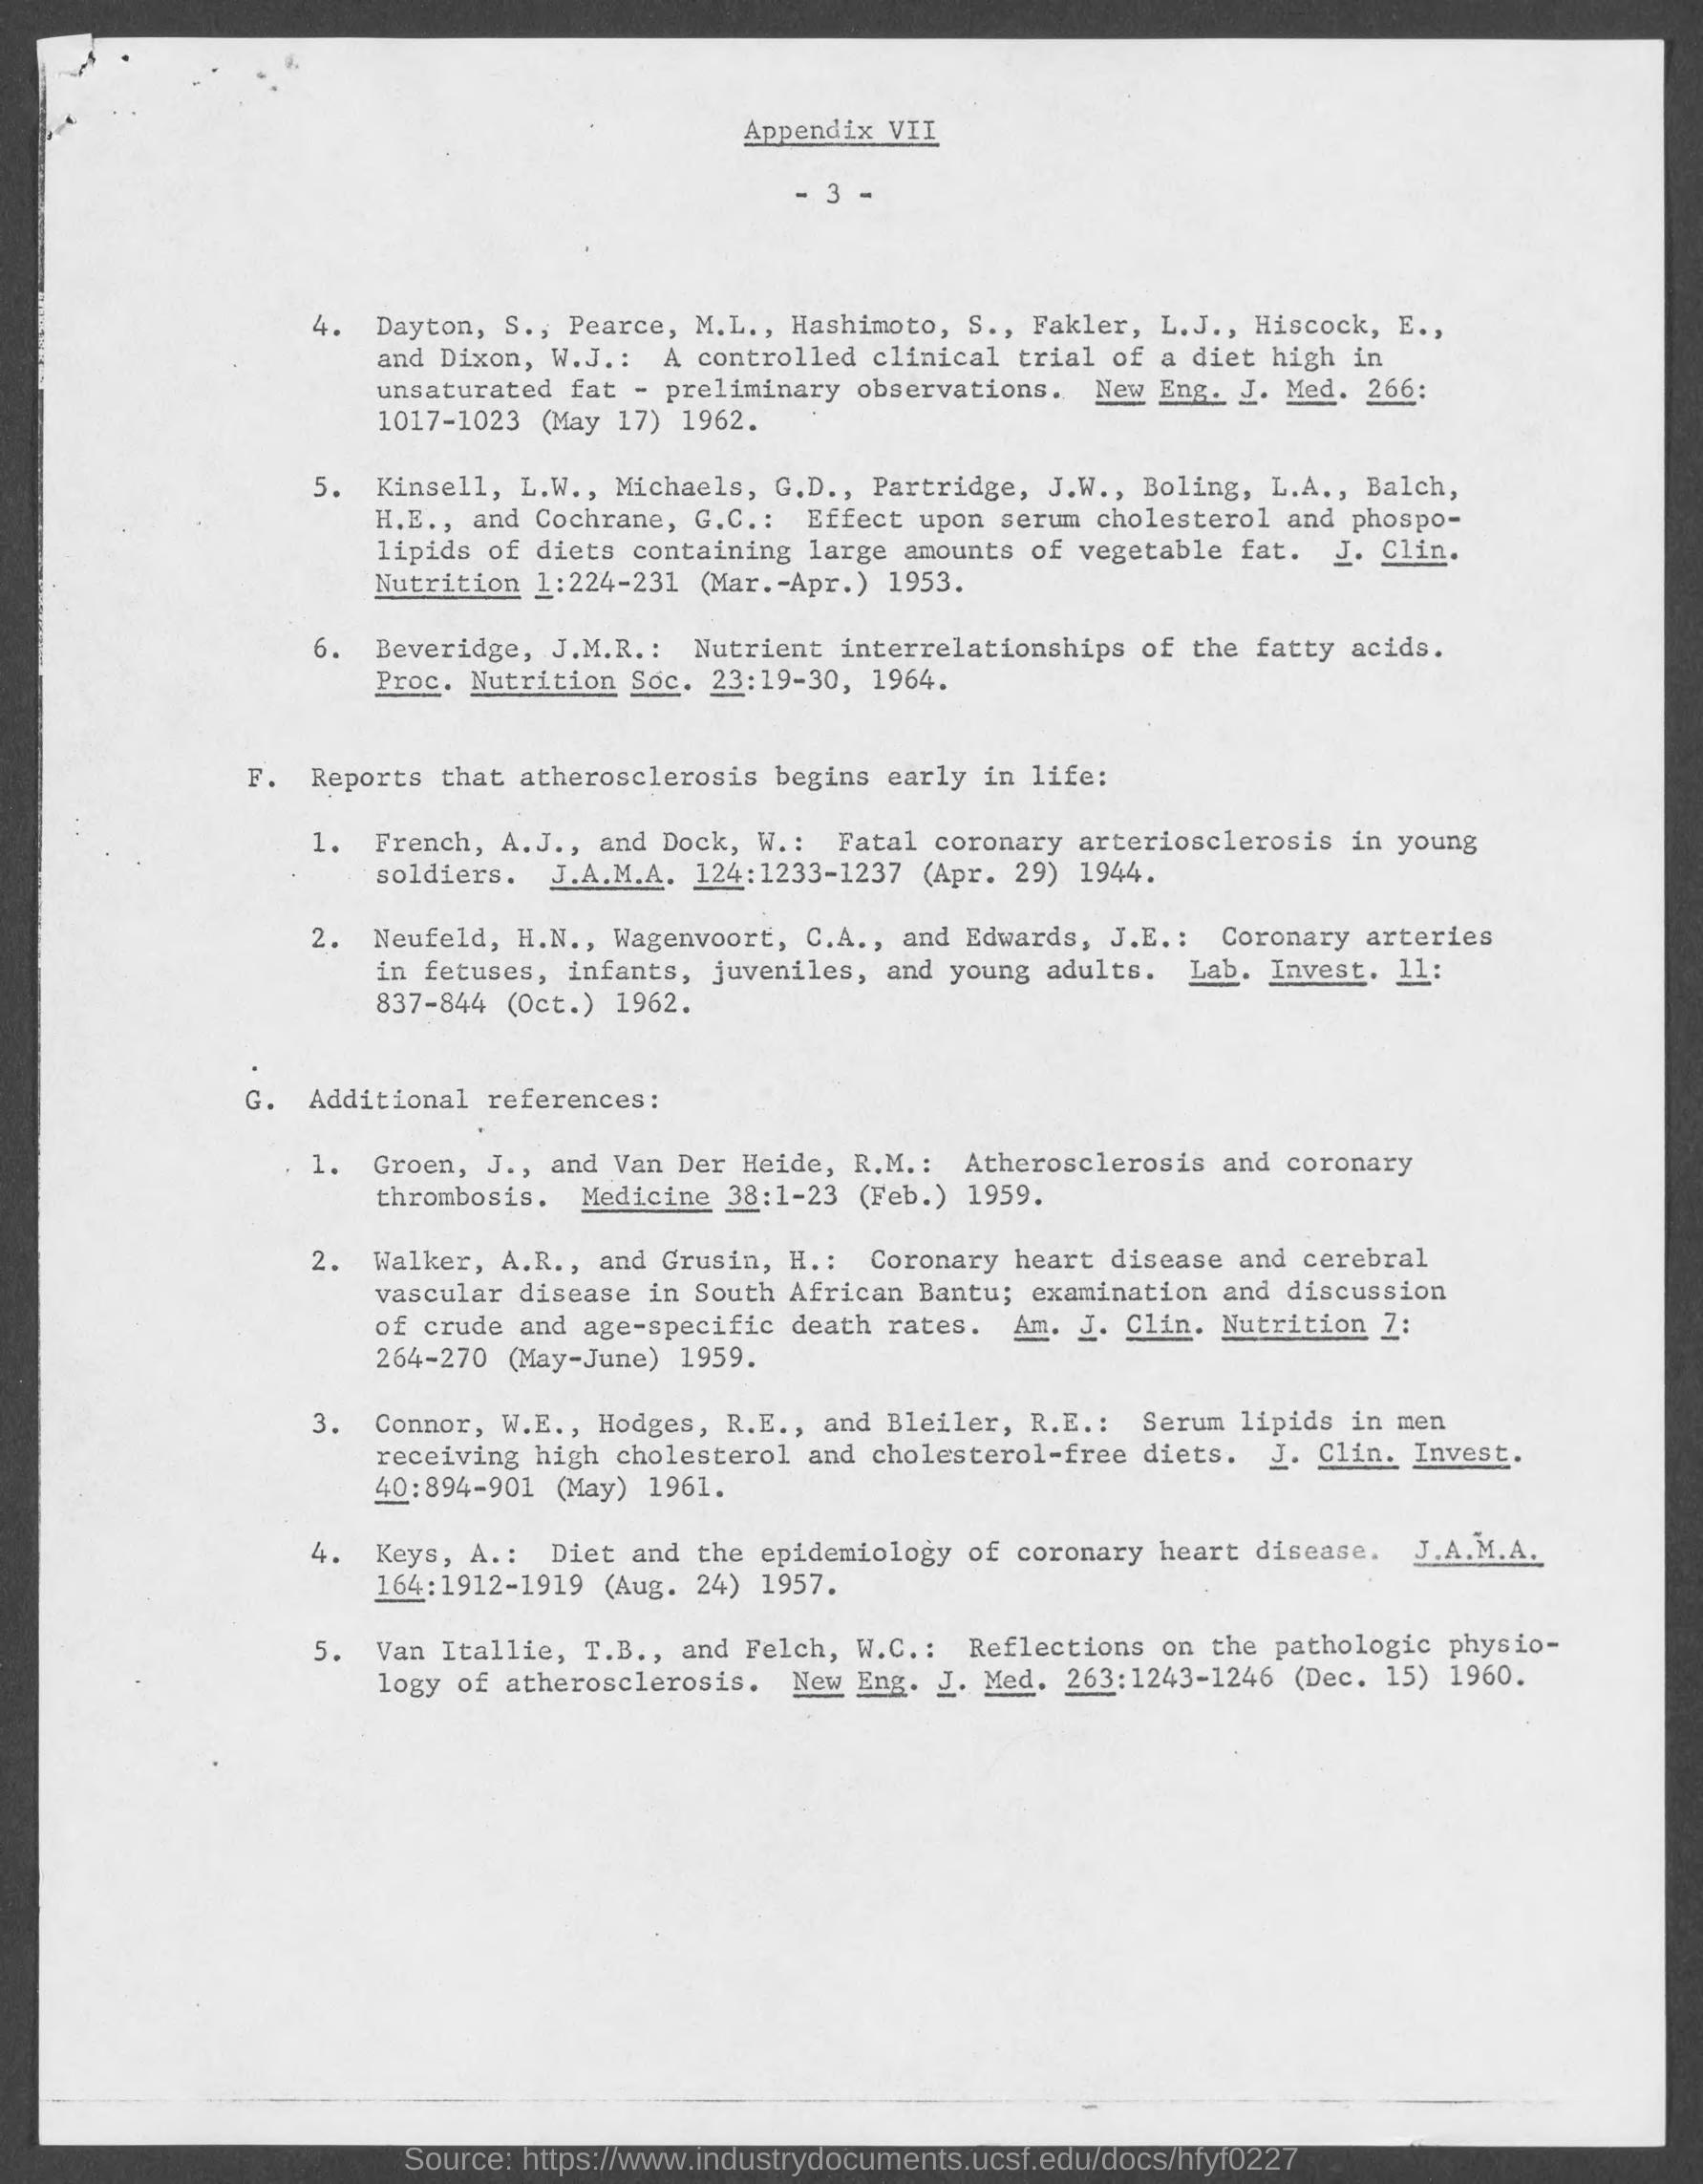 Appendix VII
- 3 -
4. Dayton, S., Pearce, M.L., Hashimoto, S., Fakler, L.J., Hiscock, E.,
and Dixon, W.J.: A controlled clinical trial of a diet high in
unsaturated fat - preliminary observations. New Eng. J. Med. 266:
1017-1023 (May 17) 1962.
5. Kinsell, L.W., Michaels, G.D., Partridge, J.W., Boling, L.A., Balch,
H.E., and Cochrane, G.C.: Effect upon serum cholesterol and phospo-
lipids of diets containing large amounts of vegetable fat. J. Clin.
Nutrition 1:224-231 (Mar.-Apr.) 1953.
6. Beveridge, J.M.R.: Nutrient interrelationships of the fatty acids.
Proc. Nutrition Soc. 23:19-30, 1964.
F. Reports that atherosclerosis begins early in life:
1. French, A.J., and Dock, W.: Fatal coronary arteriosclerosis in young
soldiers. J.A.M.A. 124:1233-1237 (Apr. 29) 1944.
2. Neufeld, H.N., Wagenvoort, C.A., and Edwards, J.E.: Coronary arteries
in fetuses, infants, juveniles, and young adults. Lab. Invest. 11:
837-844 (Oct.) 1962.
G. Additional references:
1. Groen, J., and Van Der Heide, R.M.: Atherosclerosis and coronary
thrombosis. Medicine 38:1-23 (Feb.) 1959.
2. Walker, A.R., and Grusin, H.: Coronary heart disease and cerebral
vascular disease in South African Bantu; examination and discussion
of crude and age-specific death rates. Am. J. Clin. Nutrition 7:
264-270 (May-June) 1959.
3. Connor, W.E., Hodges, R.E., and Bleiler, R.E.: Serum lipids in men
receiving high cholesterol and cholesterol-free diets. J. Clin. Invest.
40:894-901 (May) 1961.
4. Keys, A.: Diet and the epidemiology of coronary heart disease. J.A.M.A.
164:1912-1919 (Aug. 24) 1957.
5. Van Itallie, T.B., and Felch, W.C.: Reflections on the pathologic physio-
logy of atherosclerosis. New Eng. J. Med. 263:1243-1246 (Dec. 15) 1960.
Source: https://www.industrydocuments.ucsf.edu/docs/hfyf0227